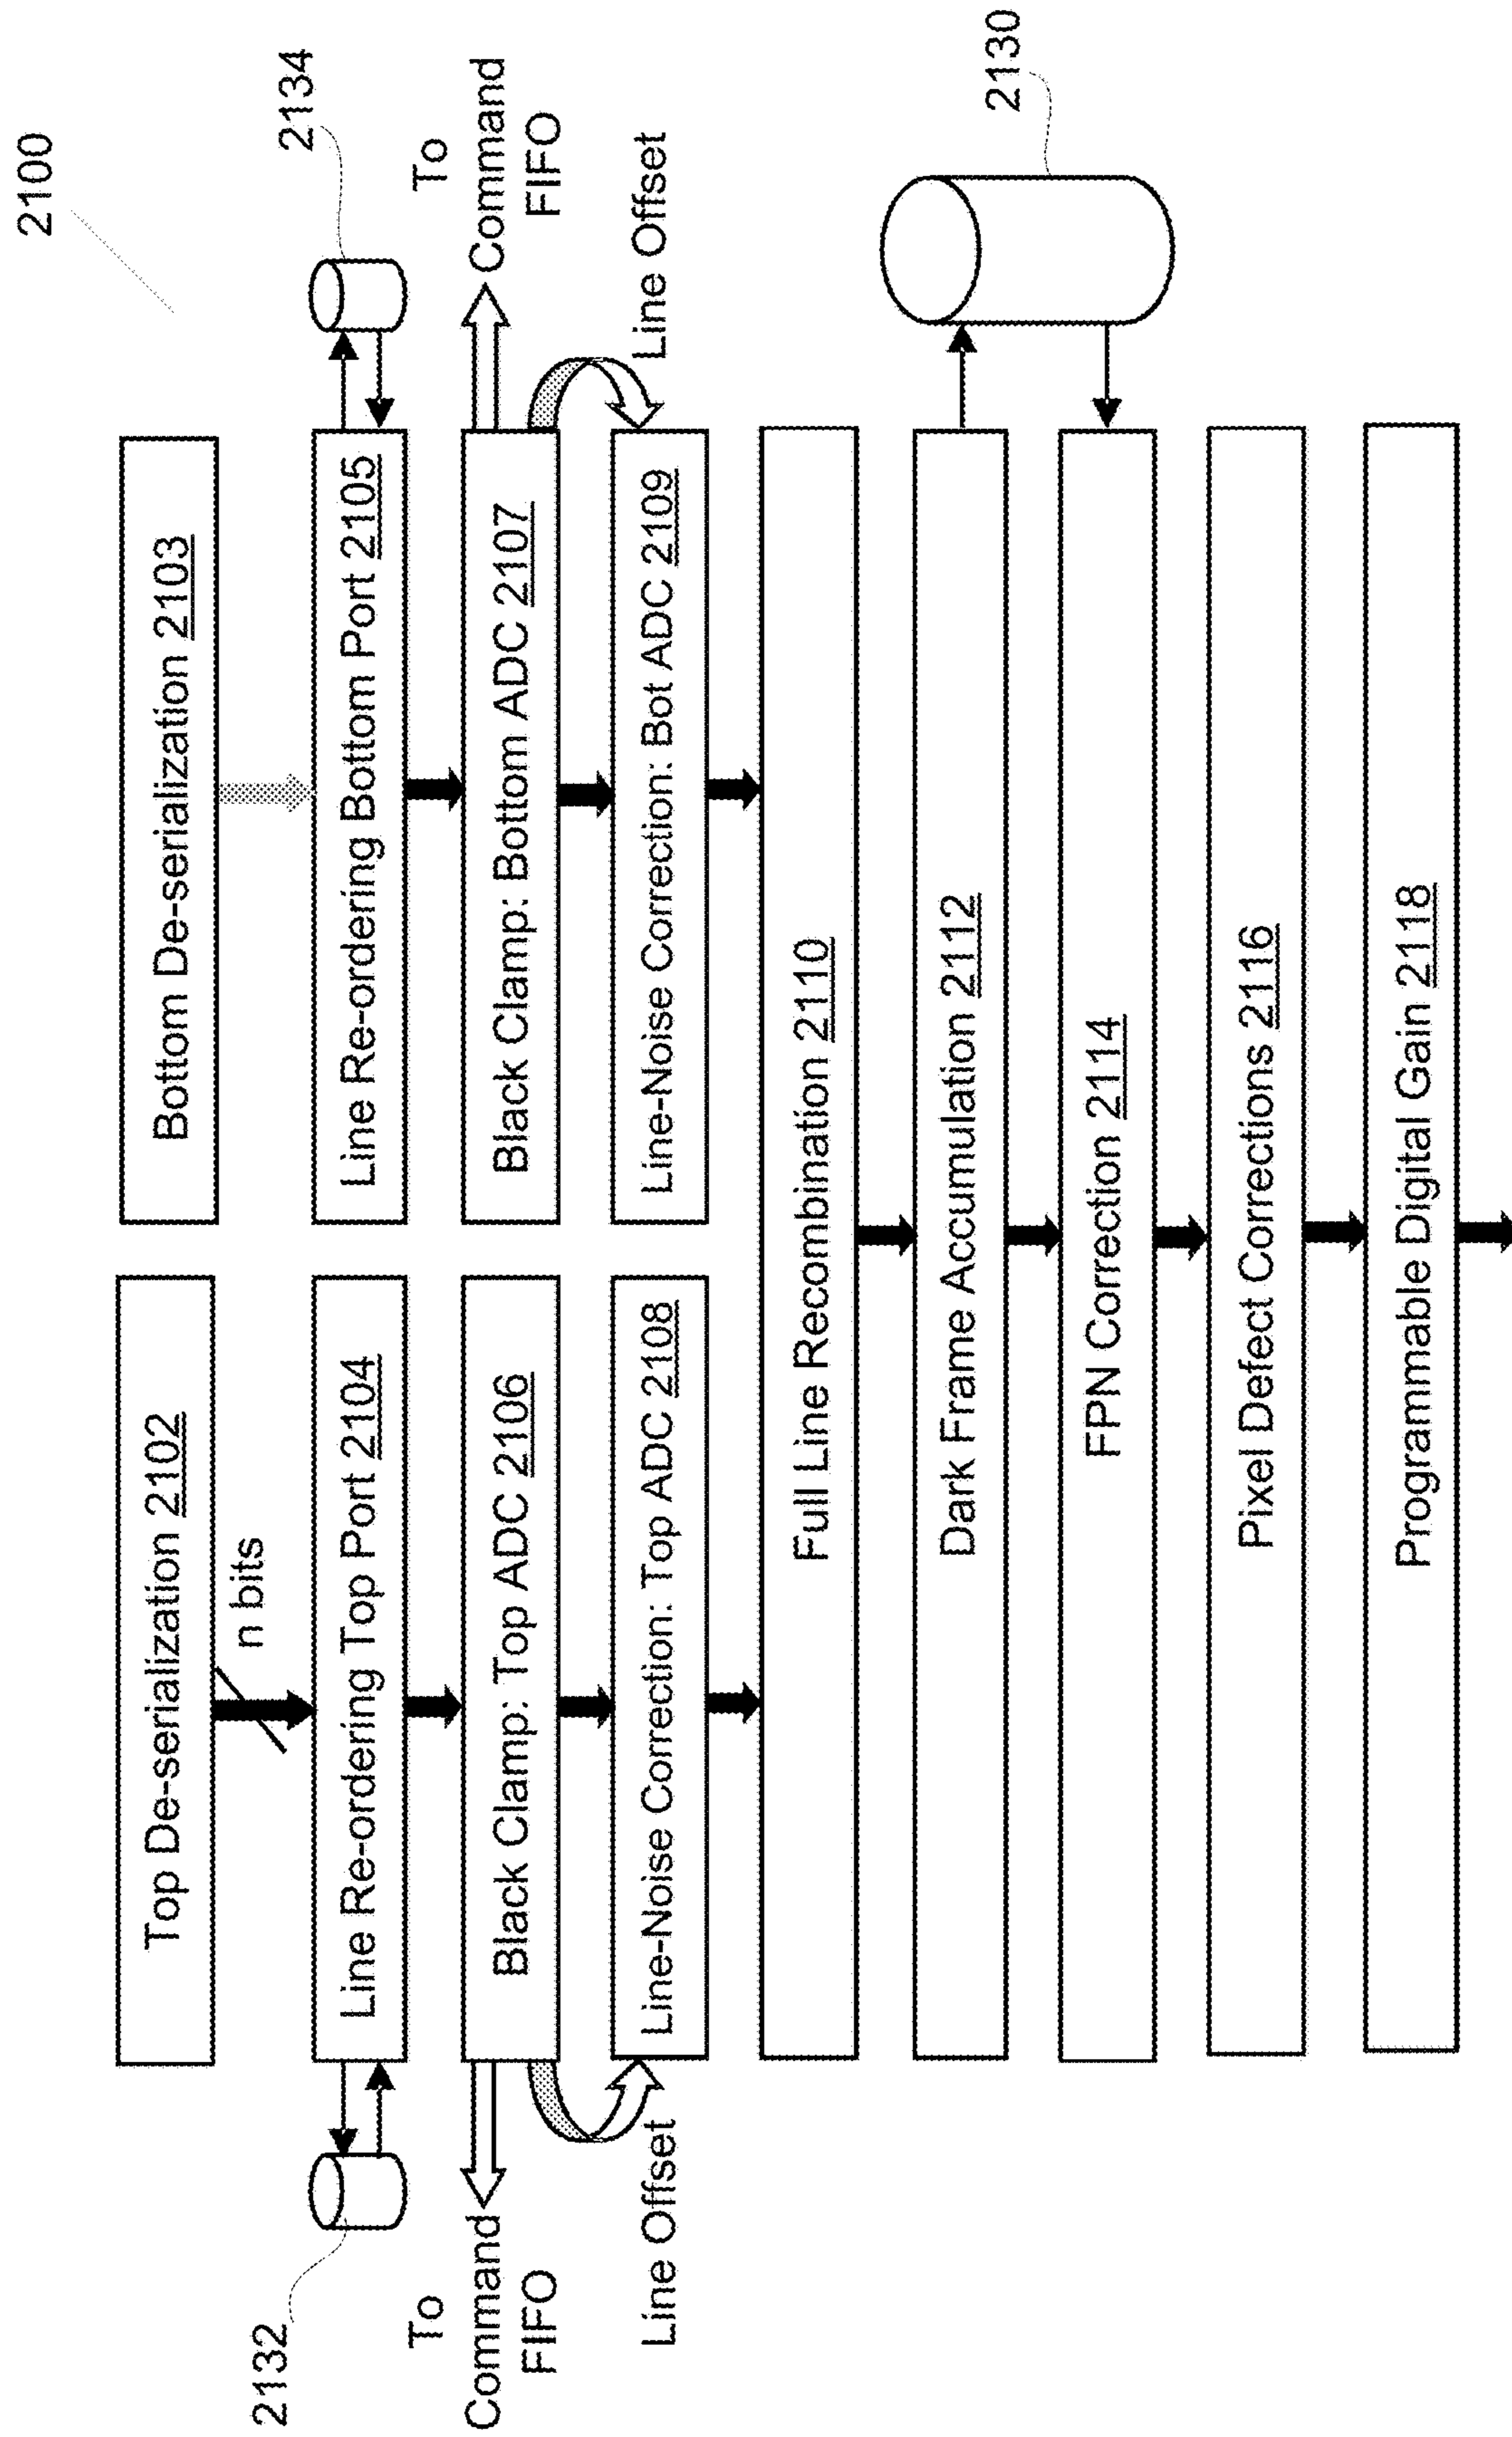 2100
Top De-serialization 2102
Bottom De-serialization 2103
n bits
2132
2134
Line Re-ordering Top Port 2104
Line Re-ordering Bottom Port 2105
To
Command
FIFO
Black Clamp: Top ADC 2106
Black Clamp: Bottom ADC 2107
To
Command
FIFO
Line Offset
Line-Noise Correction: Top ADC 2108
Line-Noise Correction: Bot ADC 2109
Line Offset
Full Line Recombination 2110
Dark Frame Accumulation 2112
2130
FPN Correction 2114
Pixel Defect Corrections 2116
Programmable Digital Gain 2118